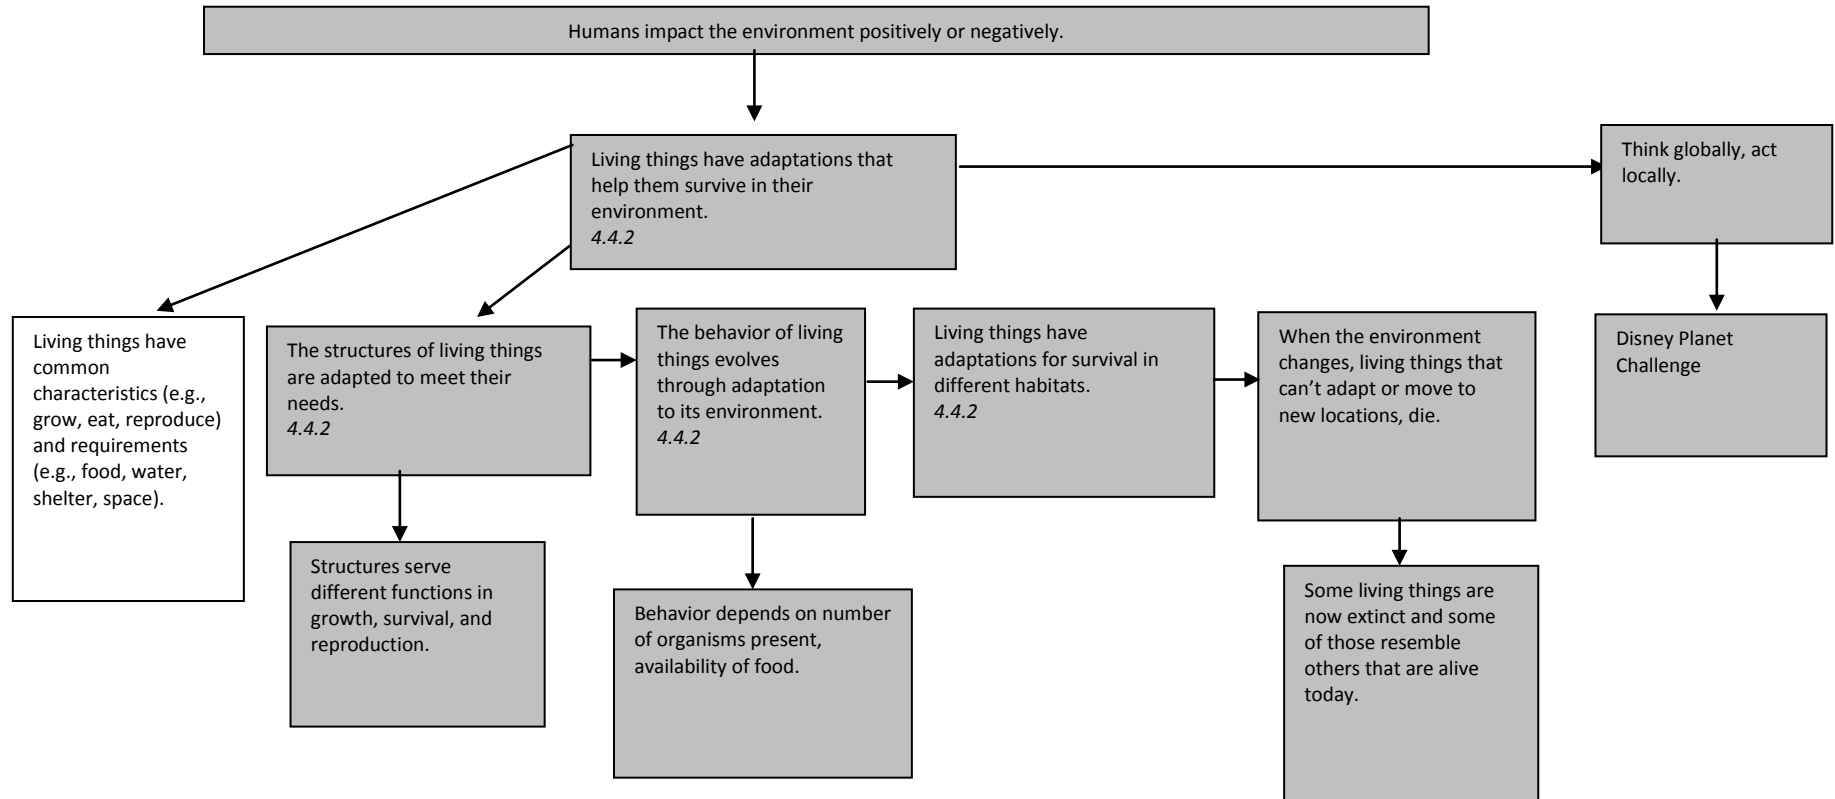 Humans impact the environment positively or negatively.
Living things have adaptations that
help them survive in their
environment.
4.4.2
Think globally, act
locally.
Living things have
common
characteristics (e.g.,
grow, eat, reproduce)
and requirements
(e.g., food, water,
shelter, space).
The structures of living things
are adapted to meet their
needs.
4.4.2
The behavior of living
things evolves
through adaptation
to its environment.
4.4.2
Living things have
adaptations for survival in
different habitats.
4.4.2
When the environment
changes, living things that
can’t adapt or move to
new locations, die.
Disney Planet
Challenge
Structures serve
different functions in
growth, survival, and
reproduction.
Behavior depends on number
of organisms present,
availability of food.
Some living things are
now extinct and some
of those resemble
others that are alive
today.